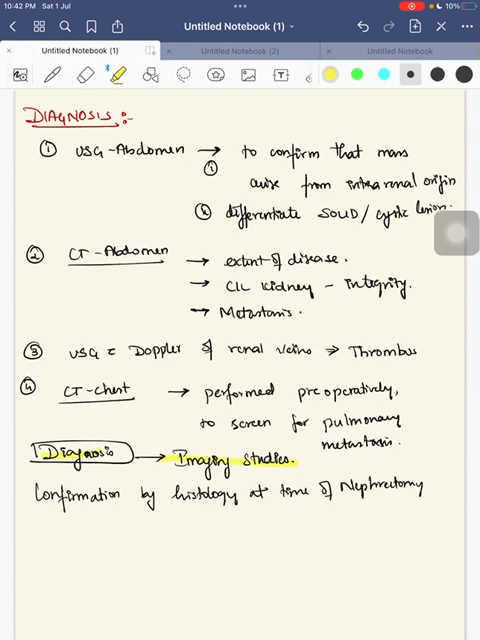 10:42 PM Sat 1 Jul
10%
Untitled Notebook (1)
Untitled Notebook (1)
Untitled Notebook (2)
Untitled Notebook
DIAGNOSIS :-
① USG - Abdomen → ① to confirm that mass
arise from intrarenal origin
② differentiate SOLID / cystic lesion.
② CT - Abdomen → extent of disease.
→ C/L Kidney - integrity.
→ Metastasis.
③ USG c Doppler of renal veins ⇒ Thrombus
④ CT - Chest → performed preoperatively,
to screen for pulmonary
metastasis.
Diagnosis → Imaging studies.
Confirmation by histology at time of Nephrectomy